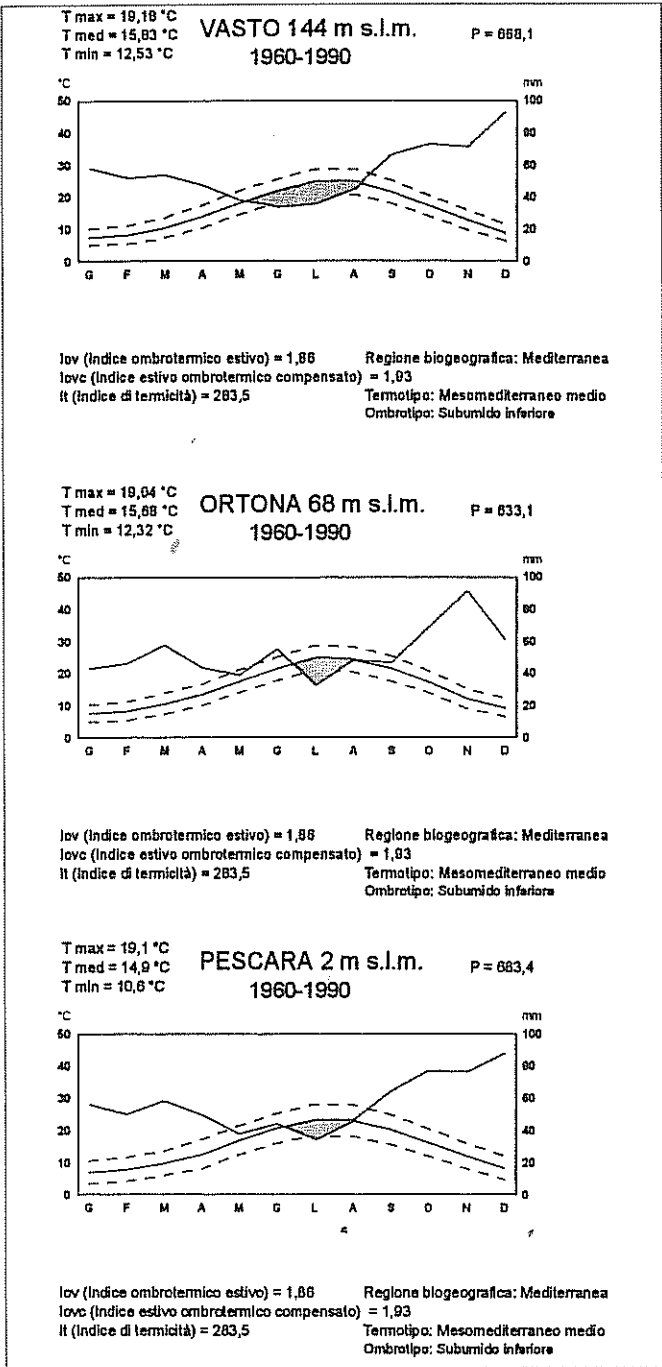 T max = 19,18 °C
T med = 15,83 °C
T min = 12,53 °C
VASTO 144 m s.l.m.
1960-1990
P = 668,1
°C
mm
50 100
40 80
30 60
20 40
10 20
0 0
G F M A M G L A S O N D
Iov (Indice ombrotermico estivo) = 1,86
Regione biogeografica: Mediterranea
Iovc (Indice estivo ombrotermico compensato) = 1,93
It (Indice di termicità) = 283,5
Termotipo: Mesomediterraneo medio
Ombrotipo: Subumido inferiore
T max = 19,04 °C
T med = 15,68 °C
T min = 12,32 °C
ORTONA 68 m s.l.m.
1960-1990
P = 633,1
°C
mm
50 100
40 80
30 60
20 40
10 20
0 0
G F M A M G L A S O N D
Iov (Indice ombrotermico estivo) = 1,86
Regione biogeografica: Mediterranea
Iovc (Indice estivo ombrotermico compensato) = 1,93
It (Indice di termicità) = 283,5
Termotipo: Mesomediterraneo medio
Ombrotipo: Subumido inferiore
T max = 19,1 °C
T med = 14,9 °C
T min = 10,6 °C
PESCARA 2 m s.l.m.
1960-1990
P = 683,4
°C
mm
50 100
40 80
30 60
20 40
10 20
0 0
G F M A M G L A S O N D
Iov (Indice ombrotermico estivo) = 1,86
Regione biogeografica: Mediterranea
Iovc (Indice estivo ombrotermico compensato) = 1,93
It (Indice di termicità) = 283,5
Termotipo: Mesomediterraneo medio
Ombrotipo: Subumido inferiore